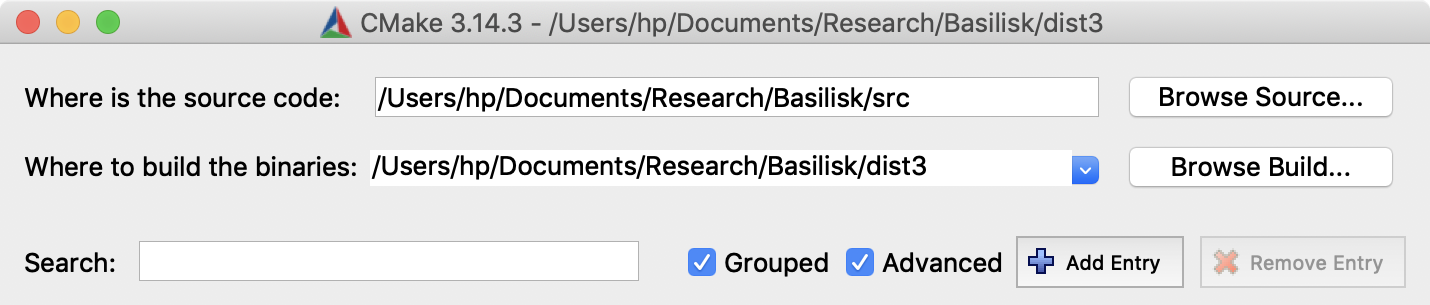 CMake 3.14.3 - /Users/hp/Documents/Research/Basilisk/dist3
Where is the source code: /Users/hp/Documents/Research/Basilisk/src Browse Source...
Where to build the binaries: /Users/hp/Documents/Research/Basilisk/dist3 Browse Build...
Search: Grouped Advanced Add Entry Remove Entry